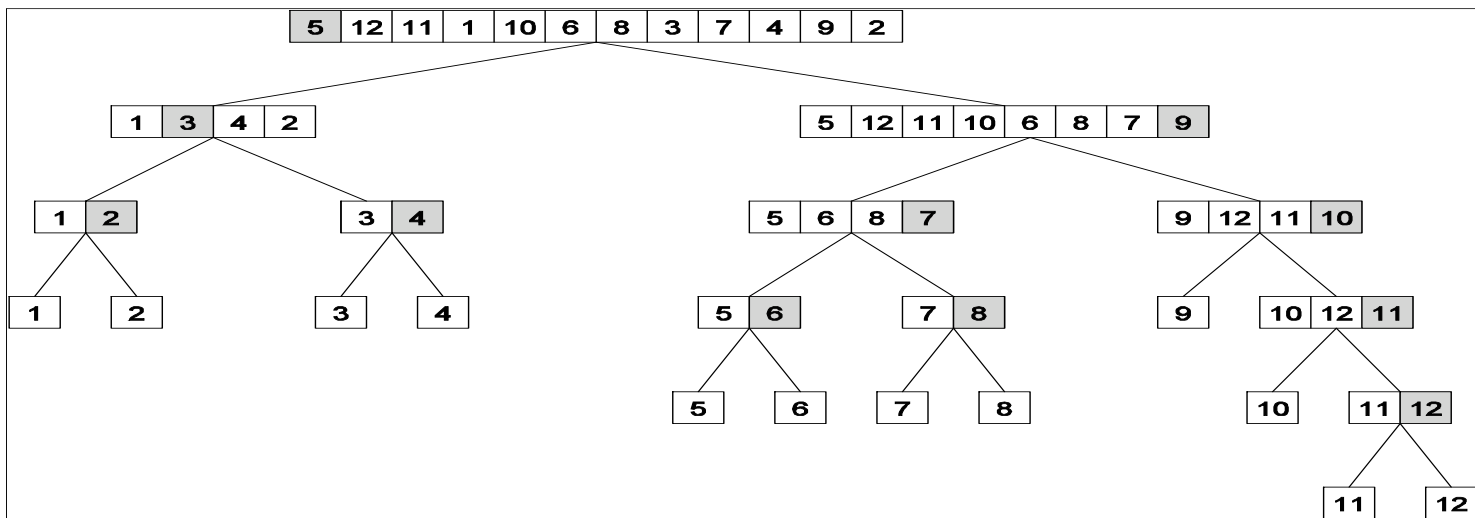 5 12 11 1 10 6 8 3 7 4 9 2
1 3 4 2 5 12 11 10 6 8 7 9
1 2 3 4 5 6 8 7 9 12 11 10
1 2 3 4 5 6 7 8 9 10 12 11
5 6 7 8 10 11 12
11 12